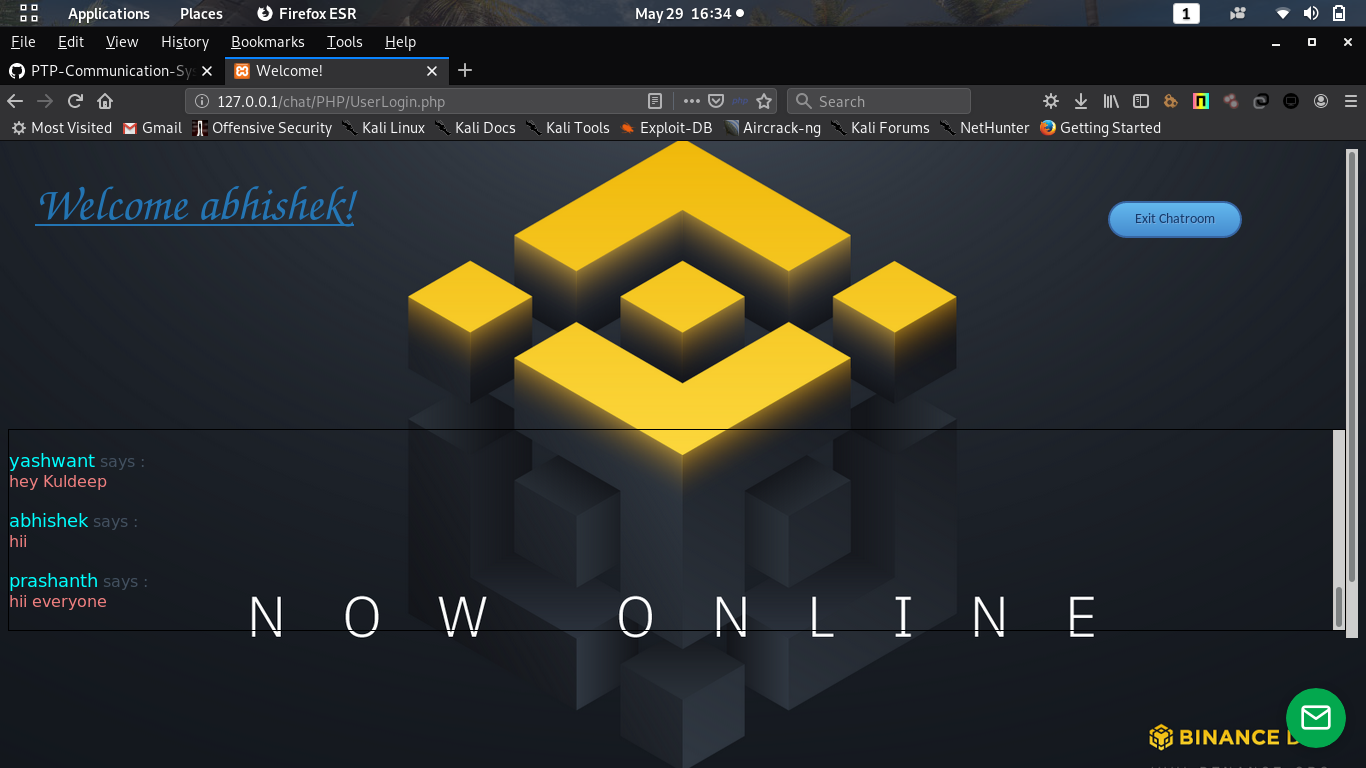 Applications Places Firefox ESR May 29 16:34 1
File Edit View History Bookmarks Tools Help
PTP-Communication-Sy Welcome!
127.0.0.1/chat/PHP/UserLogin.php Search
Most Visited Gmail Offensive Security Kali Linux Kali Docs Kali Tools Exploit-DB Aircrack-ng Kali Forums NetHunter Getting Started
Welcome abhishek!
Exit Chatroom
yashwant says :
hey Kuldeep
abhishek says :
hii
prashanth says :
hii everyone
NOW ONLINE
BINANCE D